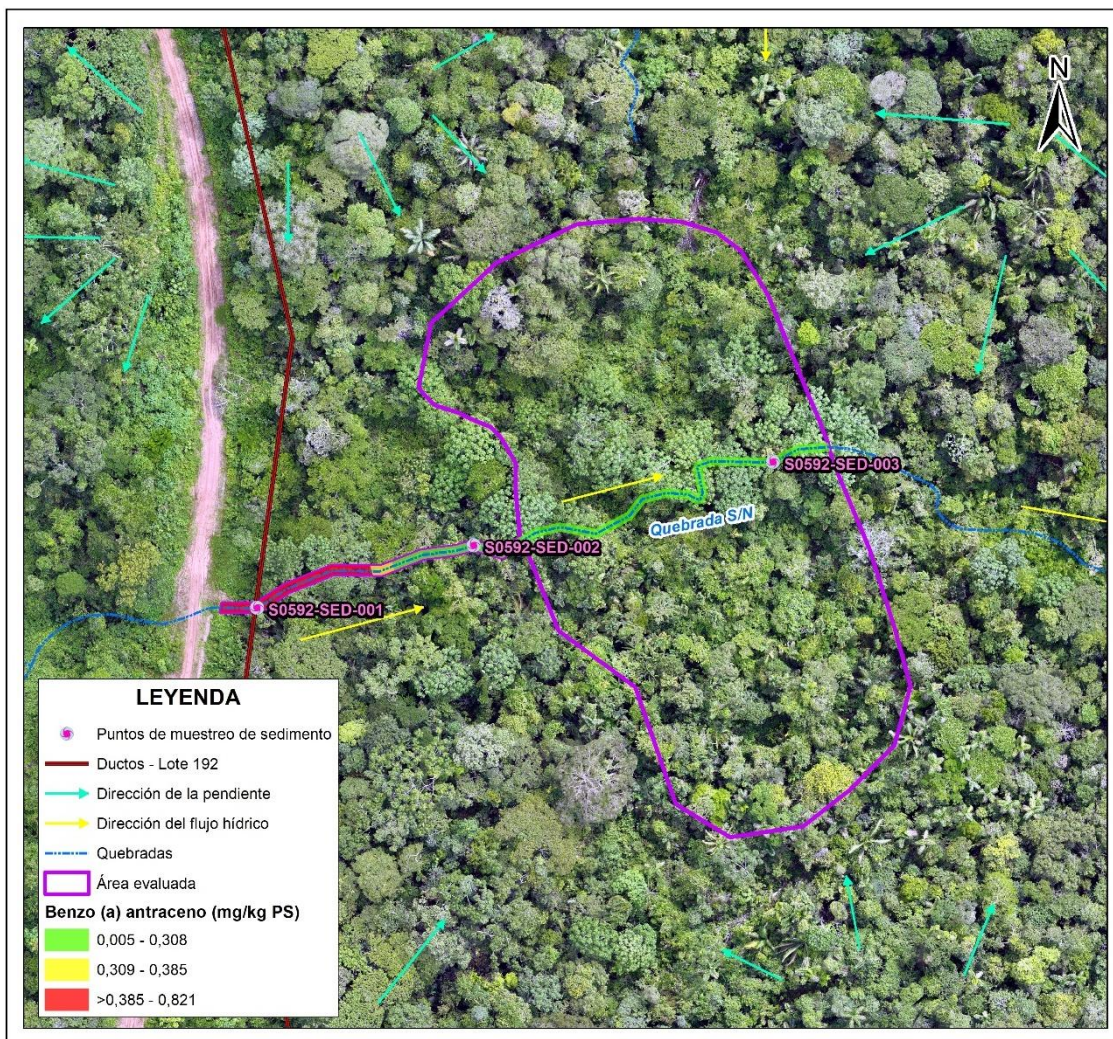 N
S0592-SED-003
Quebrada S/N
S0592-SED-002
S0592-SED-001
LEYENDA
Puntos de muestreo de sedimento
Ductos - Lote 192
Dirección de la pendiente
Dirección del flujo hídrico
Quebradas
Área evaluada
Benzo (a) antraceno (mg/kg PS)
0,005 - 0,308
0,309 - 0,385
>0,385 - 0,821